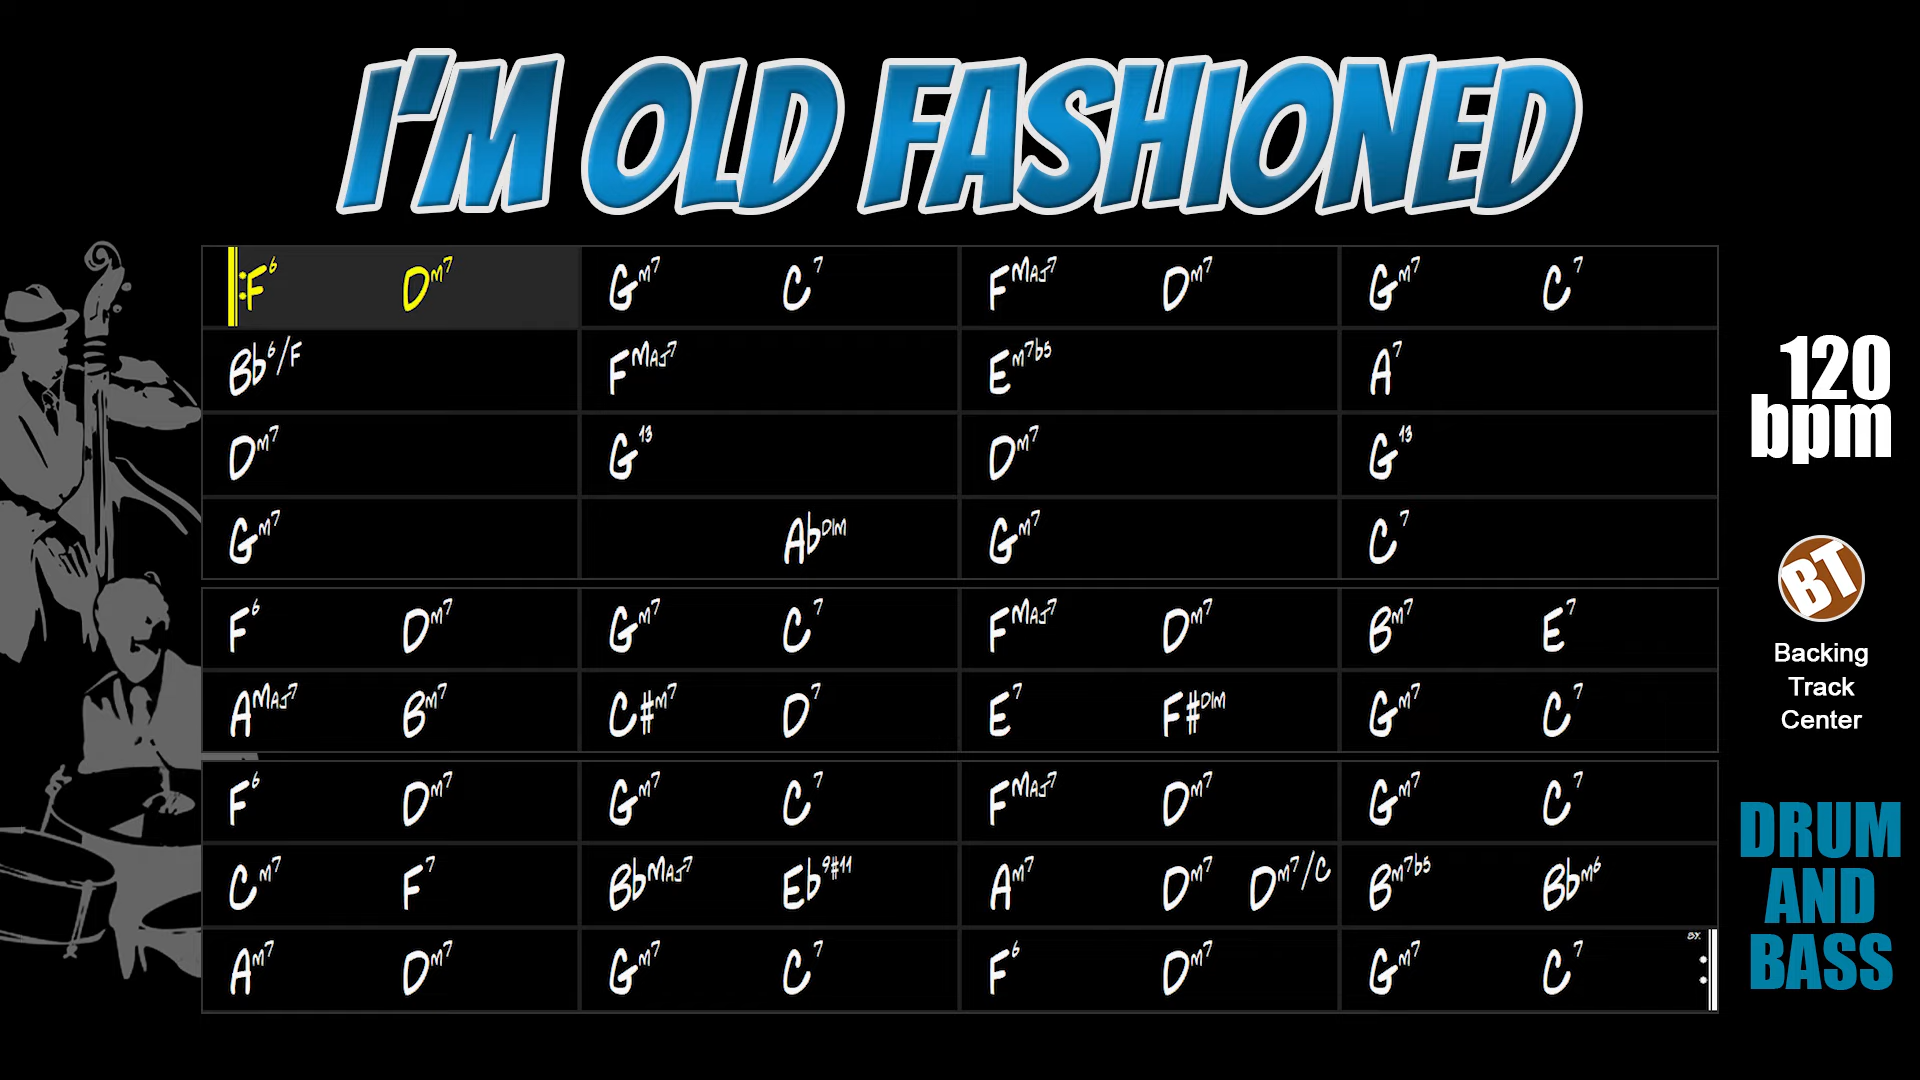 I'M OLD FASHIONED
F6 Dm7 Gm7 C7 FMaj7 Dm7 Gm7 C7
Bb6/F FMaj7 Em7b5 A7
Dm7 G13 Dm7 G13
Gm7 AbDIM Gm7 C7
F6 Dm7 Gm7 C7 FMaj7 Dm7 Bm7 E7
AMaj7 Bm7 C#m7 D7 E7 F#DIM Gm7 C7
F6 Dm7 Gm7 C7 FMaj7 Dm7 Gm7 C7
Cm7 F7 BbMaj7 Eb9#11 Am7 Dm7 Dm7/C Bm7b5 Bbm6
Am7 Dm7 Gm7 C7 F6 Dm7 Gm7 C7
120
bpm
BT
Backing
Track
Center
DRUM
AND
BASS